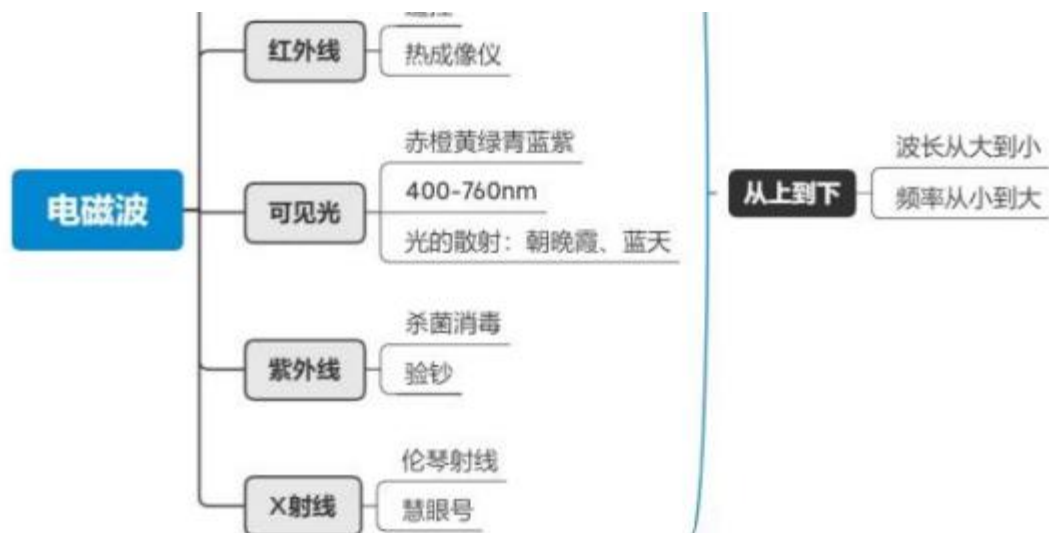 红外线
热成像仪
赤橙黄绿青蓝紫
400-760nm
光的散射：朝晚霞、蓝天
可见光
电磁波
从上到下
波长从大到小
频率从小到大
杀菌消毒
验钞
紫外线
伦琴射线
慧眼号
X射线